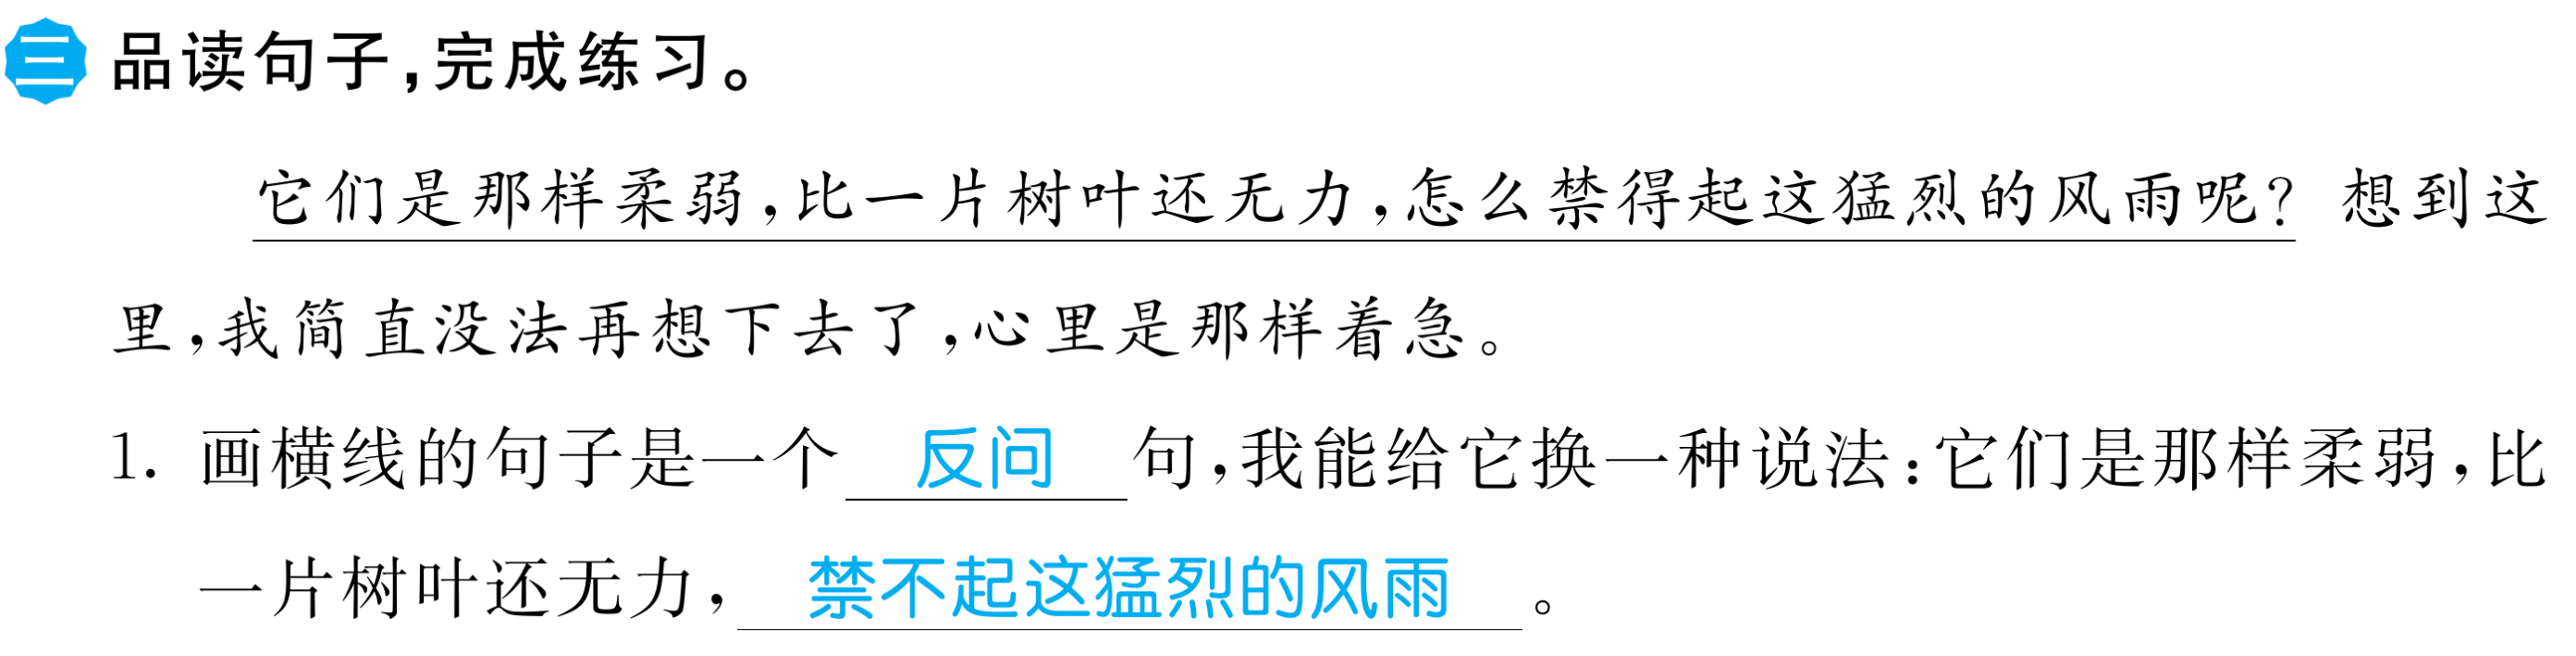 三 品读句子,完成练习。
它们是那样柔弱,比一片树叶还无力,怎么禁得起这猛烈的风雨呢? 想到这
里,我简直没法再想下去了,心里是那样着急。
1. 画横线的句子是一个 反问 句,我能给它换一种说法:它们是那样柔弱,比
一片树叶还无力, 禁不起这猛烈的风雨 。